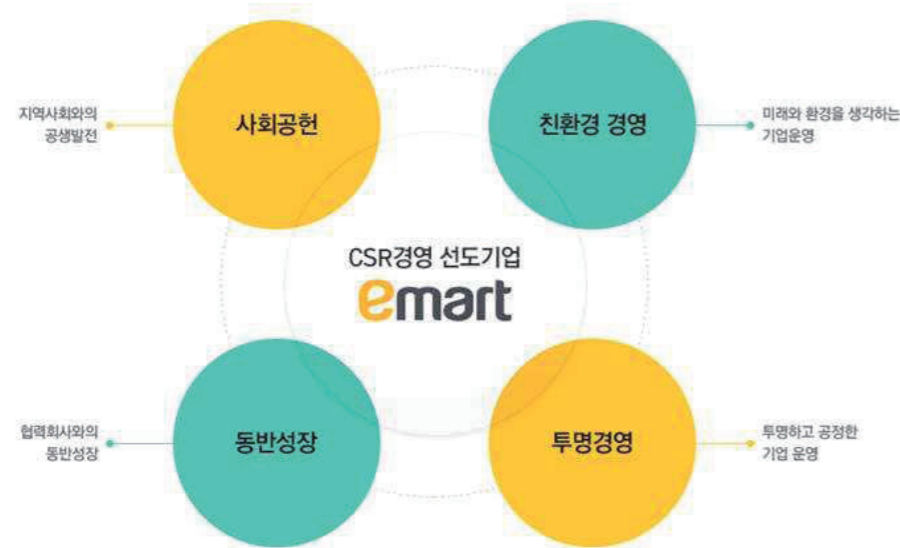 사회공헌
지역사회와의
공생발전
친환경 경영
미래와 환경을 생각하는
기업운영
CSR경영 선도기업
emart
동반성장
협력회사와의
동반성장
투명경영
투명하고 공정한
기업 운영